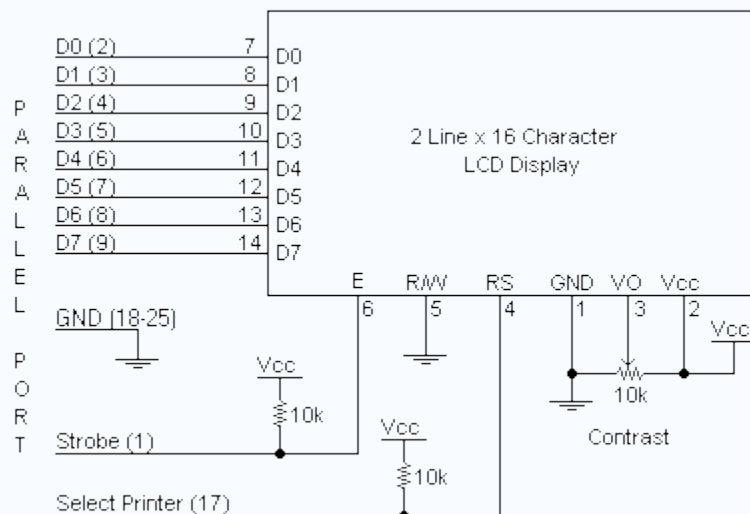 D0 (2) 7 D0
D1 (3) 8 D1
D2 (4) 9 D2
D3 (5) 10 D3
D4 (6) 11 D4
D5 (7) 12 D5
D6 (8) 13 D6
D7 (9) 14 D7
2 Line x 16 Character
LCD Display
PARALLEL PORT
E R/W RS GND VO Vcc
6 5 4 1 3 2
GND (18-25)
Vcc
10k
Contrast
Vcc
10k
Strobe (1)
Vcc
10k
Select Printer (17)